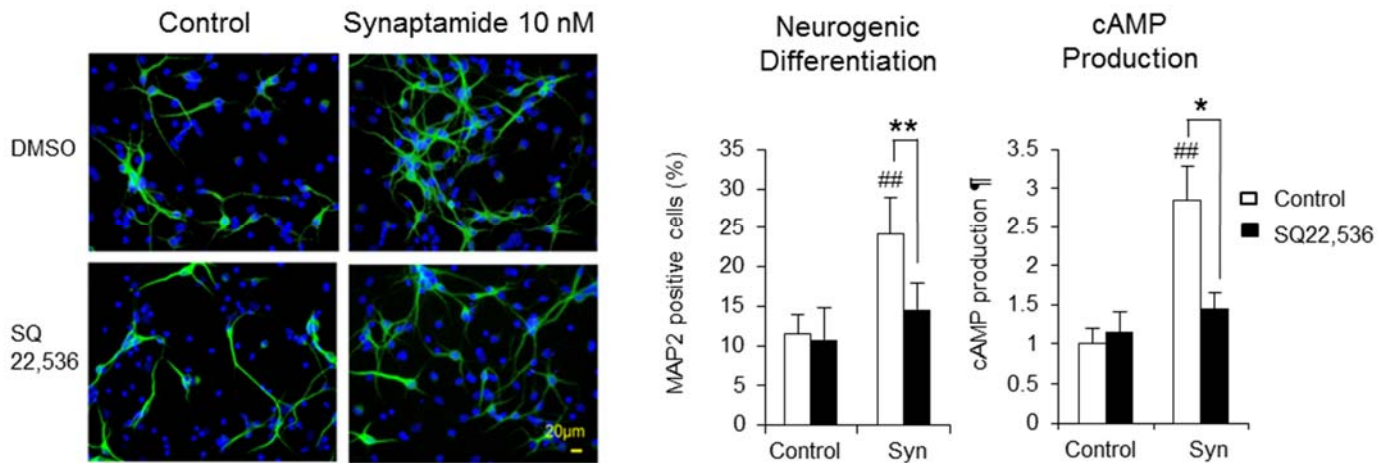 Control
Synaptamide 10 nM
DMSO
SQ
22,536
20μm
Neurogenic
Differentiation
**
##
MAP2 positive cells (%)
40
35
30
25
20
15
10
5
0
Control
Syn
cAMP
Production
*
##
cAMP production ¶
3.5
3
2.5
2
1.5
1
0.5
0
Control
Syn
Control
SQ22,536